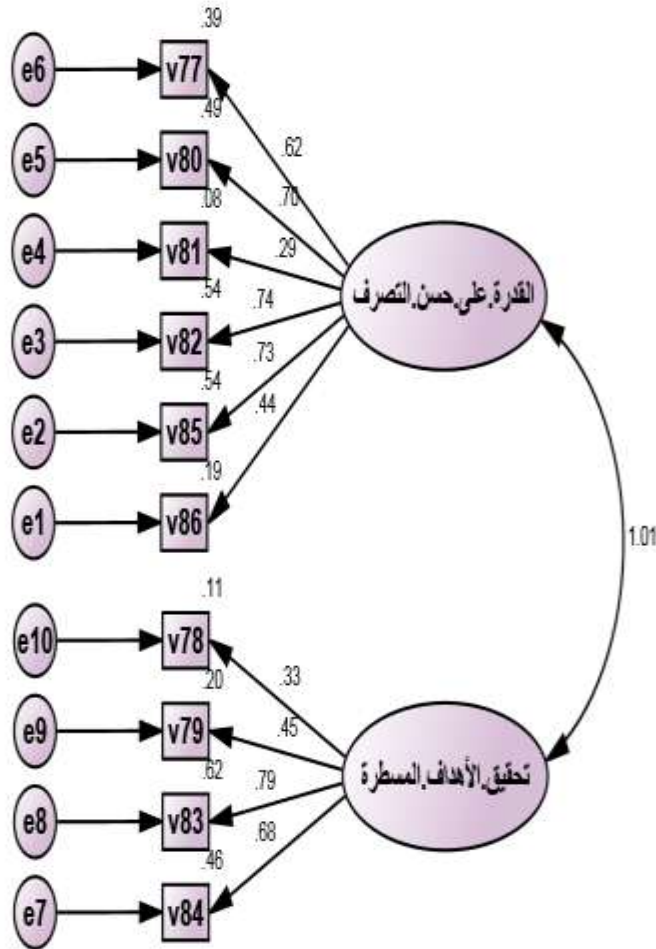 .39
e6 v77
.49
.62
e5 v80
.70
.08
e4 v81
.29
.54
.74
e3 v82
القدرة.على.حسن.التصرف
.54
.73
e2 v85
.44
.19
e1 v86
1.01
.11
e10 v78
.20
.33
e9 v79
.45
.62
.79
تحقيق.الأهداف.المسطرة
e8 v83
.68
.46
e7 v84